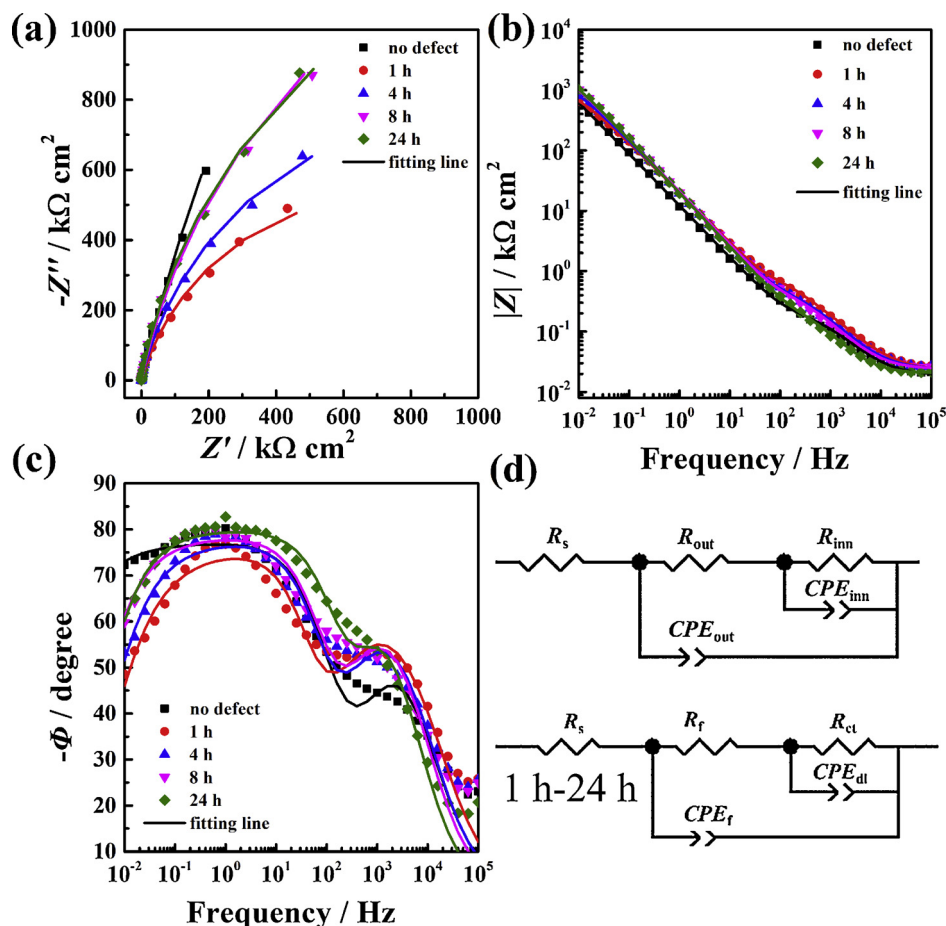 (a)
1000
800
600
400
200
0
-Z'' / kΩ cm²
no defect
1 h
4 h
8 h
24 h
fitting line
0 200 400 600 800 1000
Z' / kΩ cm²
(b)
10⁴
10³
10²
10¹
10⁰
10⁻¹
10⁻²
|Z| / kΩ cm²
no defect
1 h
4 h
8 h
24 h
fitting line
10⁻² 10⁻¹ 10⁰ 10¹ 10² 10³ 10⁴ 10⁵
Frequency / Hz
(c)
90
80
70
60
50
40
30
20
10
-Φ / degree
no defect
1 h
4 h
8 h
24 h
fitting line
10⁻² 10⁻¹ 10⁰ 10¹ 10² 10³ 10⁴ 10⁵
Frequency / Hz
(d)
Rs Rout Rinn
CPEinn
CPEout
Rs Rf Rct
1 h-24 h
CPEdl
CPEf